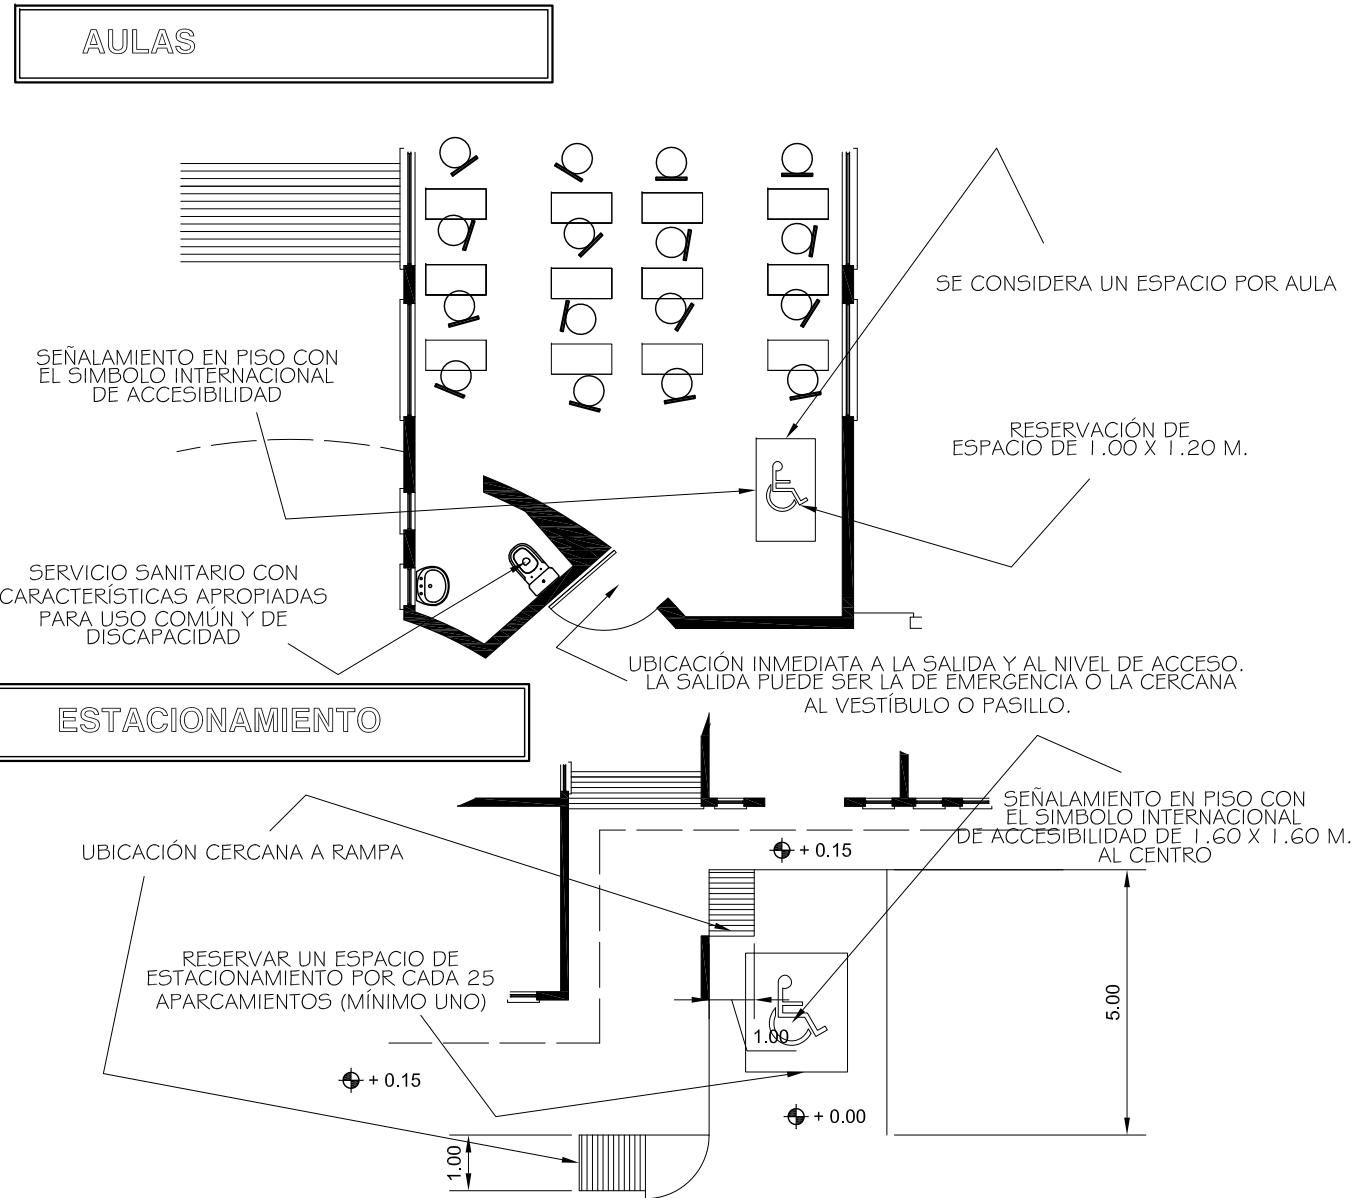 AULAS
SE CONSIDERA UN ESPACIO POR AULA
SEÑALAMIENTO EN PISO CON
EL SIMBOLO INTERNACIONAL
DE ACCESIBILIDAD
RESERVACIÓN DE
ESPACIO DE 1.00 X 1.20 M.
SERVICIO SANITARIO CON
CARACTERÍSTICAS APROPIADAS
PARA USO COMÚN Y DE
DISCAPACIDAD
UBICACIÓN INMEDIATA A LA SALIDA Y AL NIVEL DE ACCESO.
LA SALIDA PUEDE SER LA DE EMERGENCIA O LA CERCANA
AL VESTÍBULO O PASILLO.
ESTACIONAMIENTO
SEÑALAMIENTO EN PISO CON
EL SIMBOLO INTERNACIONAL
DE ACCESIBILIDAD DE 1.60 X 1.60 M.
AL CENTRO
UBICACIÓN CERCANA A RAMPA
+ 0.15
RESERVAR UN ESPACIO DE
ESTACIONAMIENTO POR CADA 25
APARCAMIENTOS (MÍNIMO UNO)
5.00
1.00
+ 0.15
+ 0.00
1.00